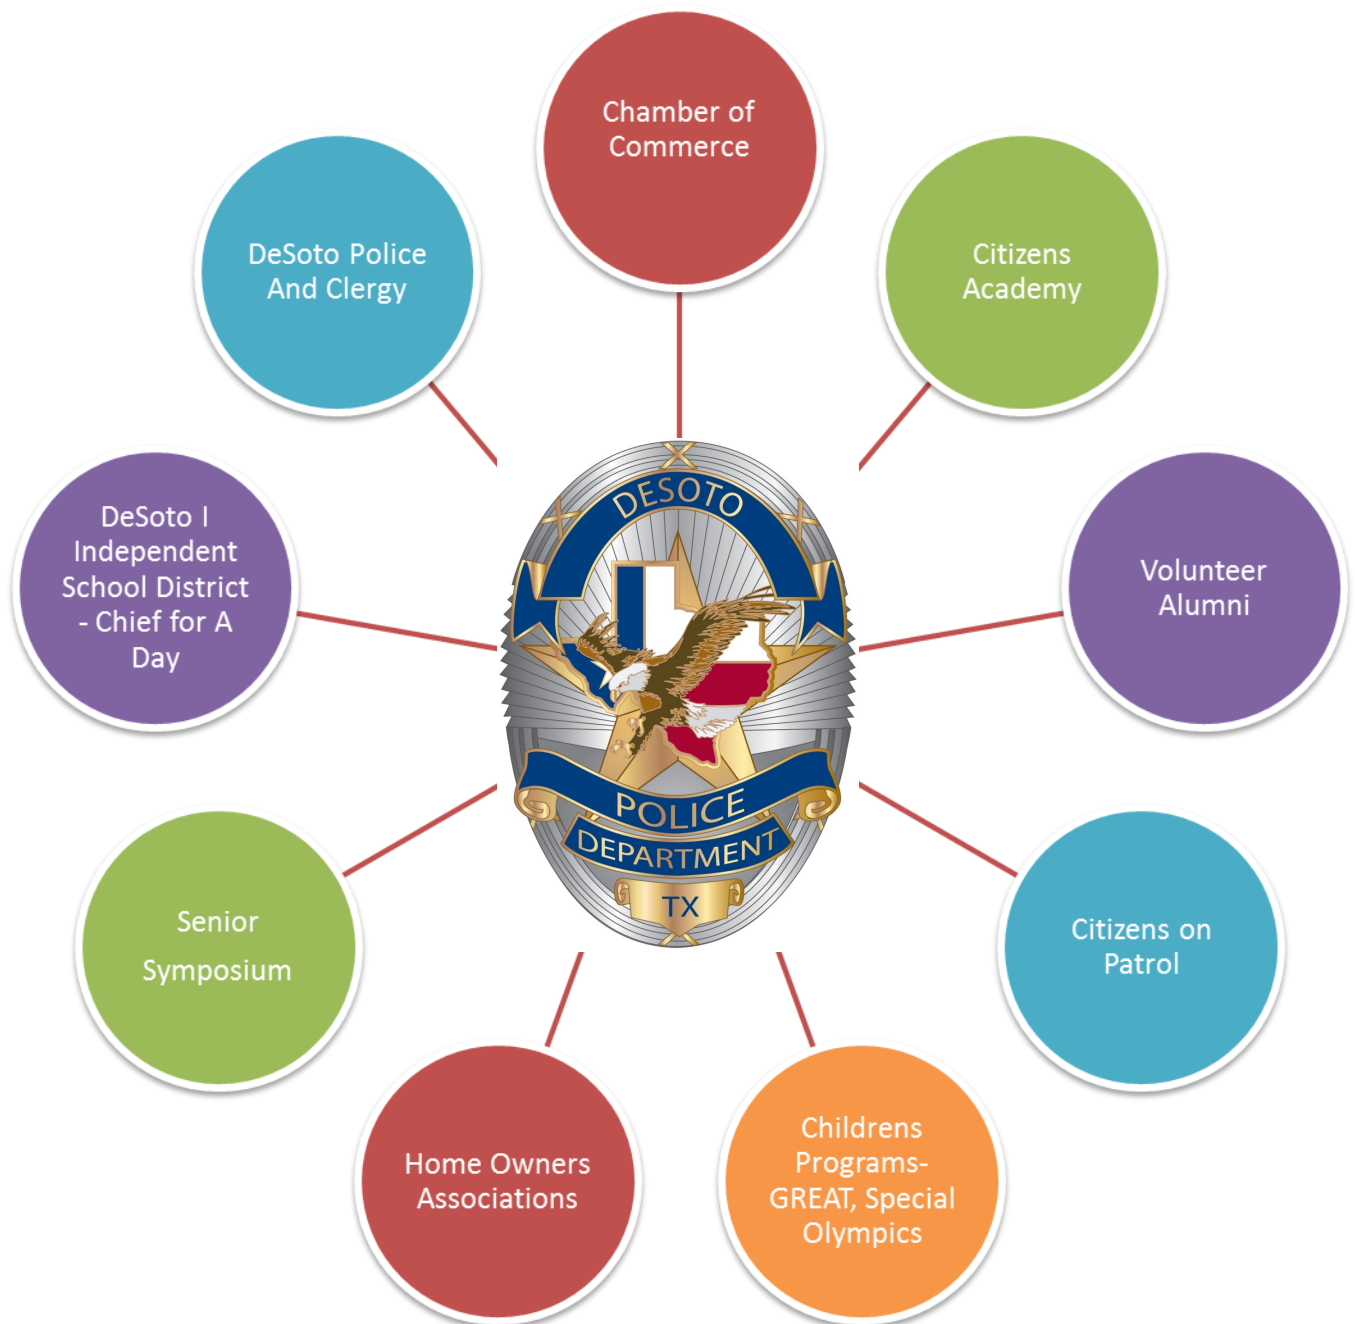 Chamber of
Commerce
DeSoto Police
And Clergy
Citizens
Academy
DeSoto I
Independent
School District
- Chief for A
Day
DESOTO
POLICE
DEPARTMENT
TX
Volunteer
Alumni
Senior
Symposium
Citizens on
Patrol
Home Owners
Associations
Childrens
Programs-
GREAT, Special
Olympics